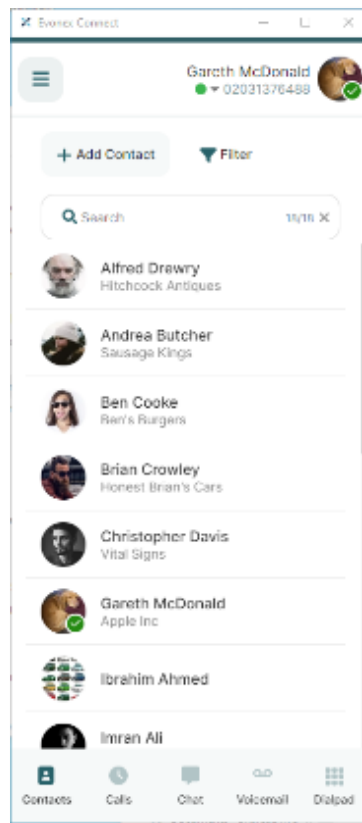 Evonex Connect
Gareth McDonald
02031376488
+ Add Contact
Filter
Search
18/18
Alfred Drewry
Hitchcock Antiques
Andrea Butcher
Sausage Kings
Ben Cooke
Ben's Burgers
Brian Crowley
Honest Brian's Cars
Christopher Davis
Vital Signs
Gareth McDonald
Apple Inc
Ibrahim Ahmed
Imran Ali
Contacts
Calls
Chat
Voicemail
Dialpad